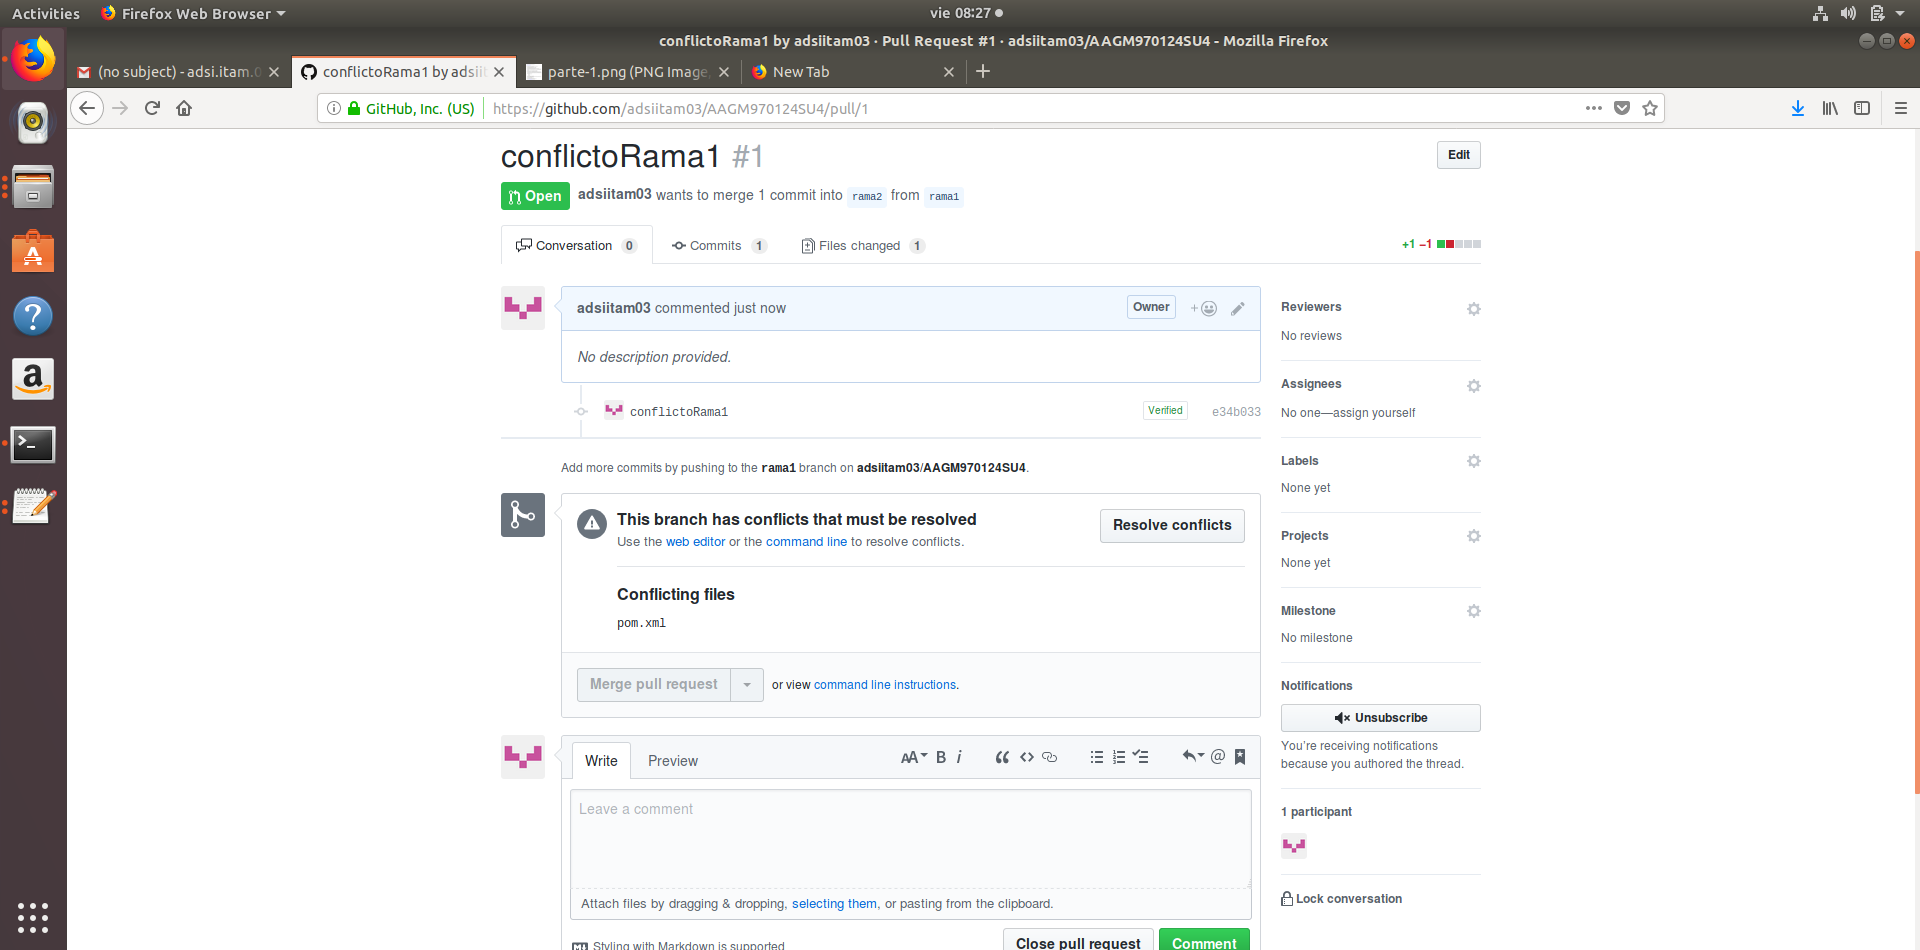 Activities
Firefox Web Browser
vie 08:27
conflictoRama1 by adsiitam03 · Pull Request #1 · adsiitam03/AAGM970124SU4 - Mozilla Firefox
(no subject) - adsi.itam.0
conflictoRama1 by adsiit
parte-1.png (PNG Image,
New Tab
GitHub, Inc. (US)
https://github.com/adsiitam03/AAGM970124SU4/pull/1
conflictoRama1 #1
Edit
Open
adsiitam03 wants to merge 1 commit into rama2 from rama1
Conversation 0
Commits 1
Files changed 1
+1 −1
adsiitam03 commented just now
Owner
No description provided.
conflictoRama1
Verified
e34b033
Add more commits by pushing to the rama1 branch on adsiitam03/AAGM970124SU4.
This branch has conflicts that must be resolved
Use the web editor or the command line to resolve conflicts.
Resolve conflicts
Conflicting files
pom.xml
Merge pull request
or view command line instructions.
Write
Preview
AA B i
Leave a comment
Attach files by dragging & dropping, selecting them, or pasting from the clipboard.
Styling with Markdown is supported
Close pull request
Comment
Reviewers
No reviews
Assignees
No one—assign yourself
Labels
None yet
Projects
None yet
Milestone
No milestone
Notifications
Unsubscribe
You're receiving notifications
because you authored the thread.
1 participant
Lock conversation